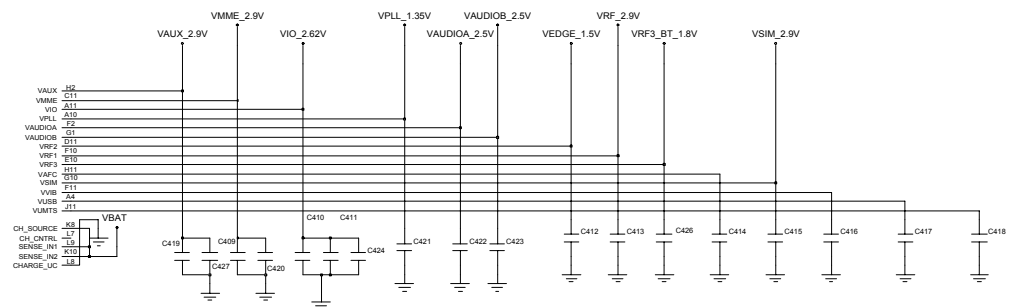 VMME_2.9V
VPLL_1.35V
VAUDIOB_2.5V
VRF_2.9V
VAUX_2.9V
VIO_2.62V
VAUDIOA_2.5V
VEDGE_1.5V
VRF3_BT_1.8V
VSIM_2.9V
VAUX H2
VMME C11
VIO A11
VPLL A10
VAUDIOA F2
VAUDIOB G1
VRF2 D11
VRF1 F10
VRF3 E10
VAFC H11
VSIM G10
VVIB F11
VUSB A4
VUMTS J11
VBAT
CH_SOURCE K8
CH_CNTRL L7
SENSE_IN1 L9
SENSE_IN2 K10
CHARGE_UC L8
C410 C411
C419 C409 C424 C421 C422 C423 C412 C413 C426 C414 C415 C416 C417 C418
C427 C420